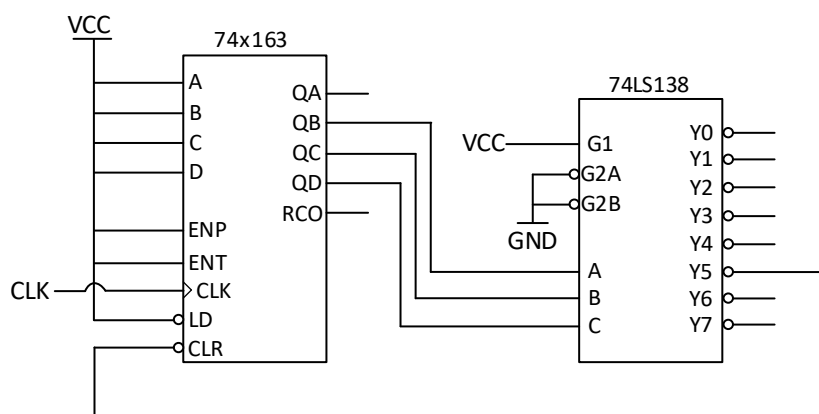 VCC
74x163
A
B
C
D
ENP
ENT
CLK
CLK
LD
CLR
QA
QB
QC
QD
RCO
74LS138
VCC
G1
G2A
G2B
GND
A
B
C
Y0
Y1
Y2
Y3
Y4
Y5
Y6
Y7